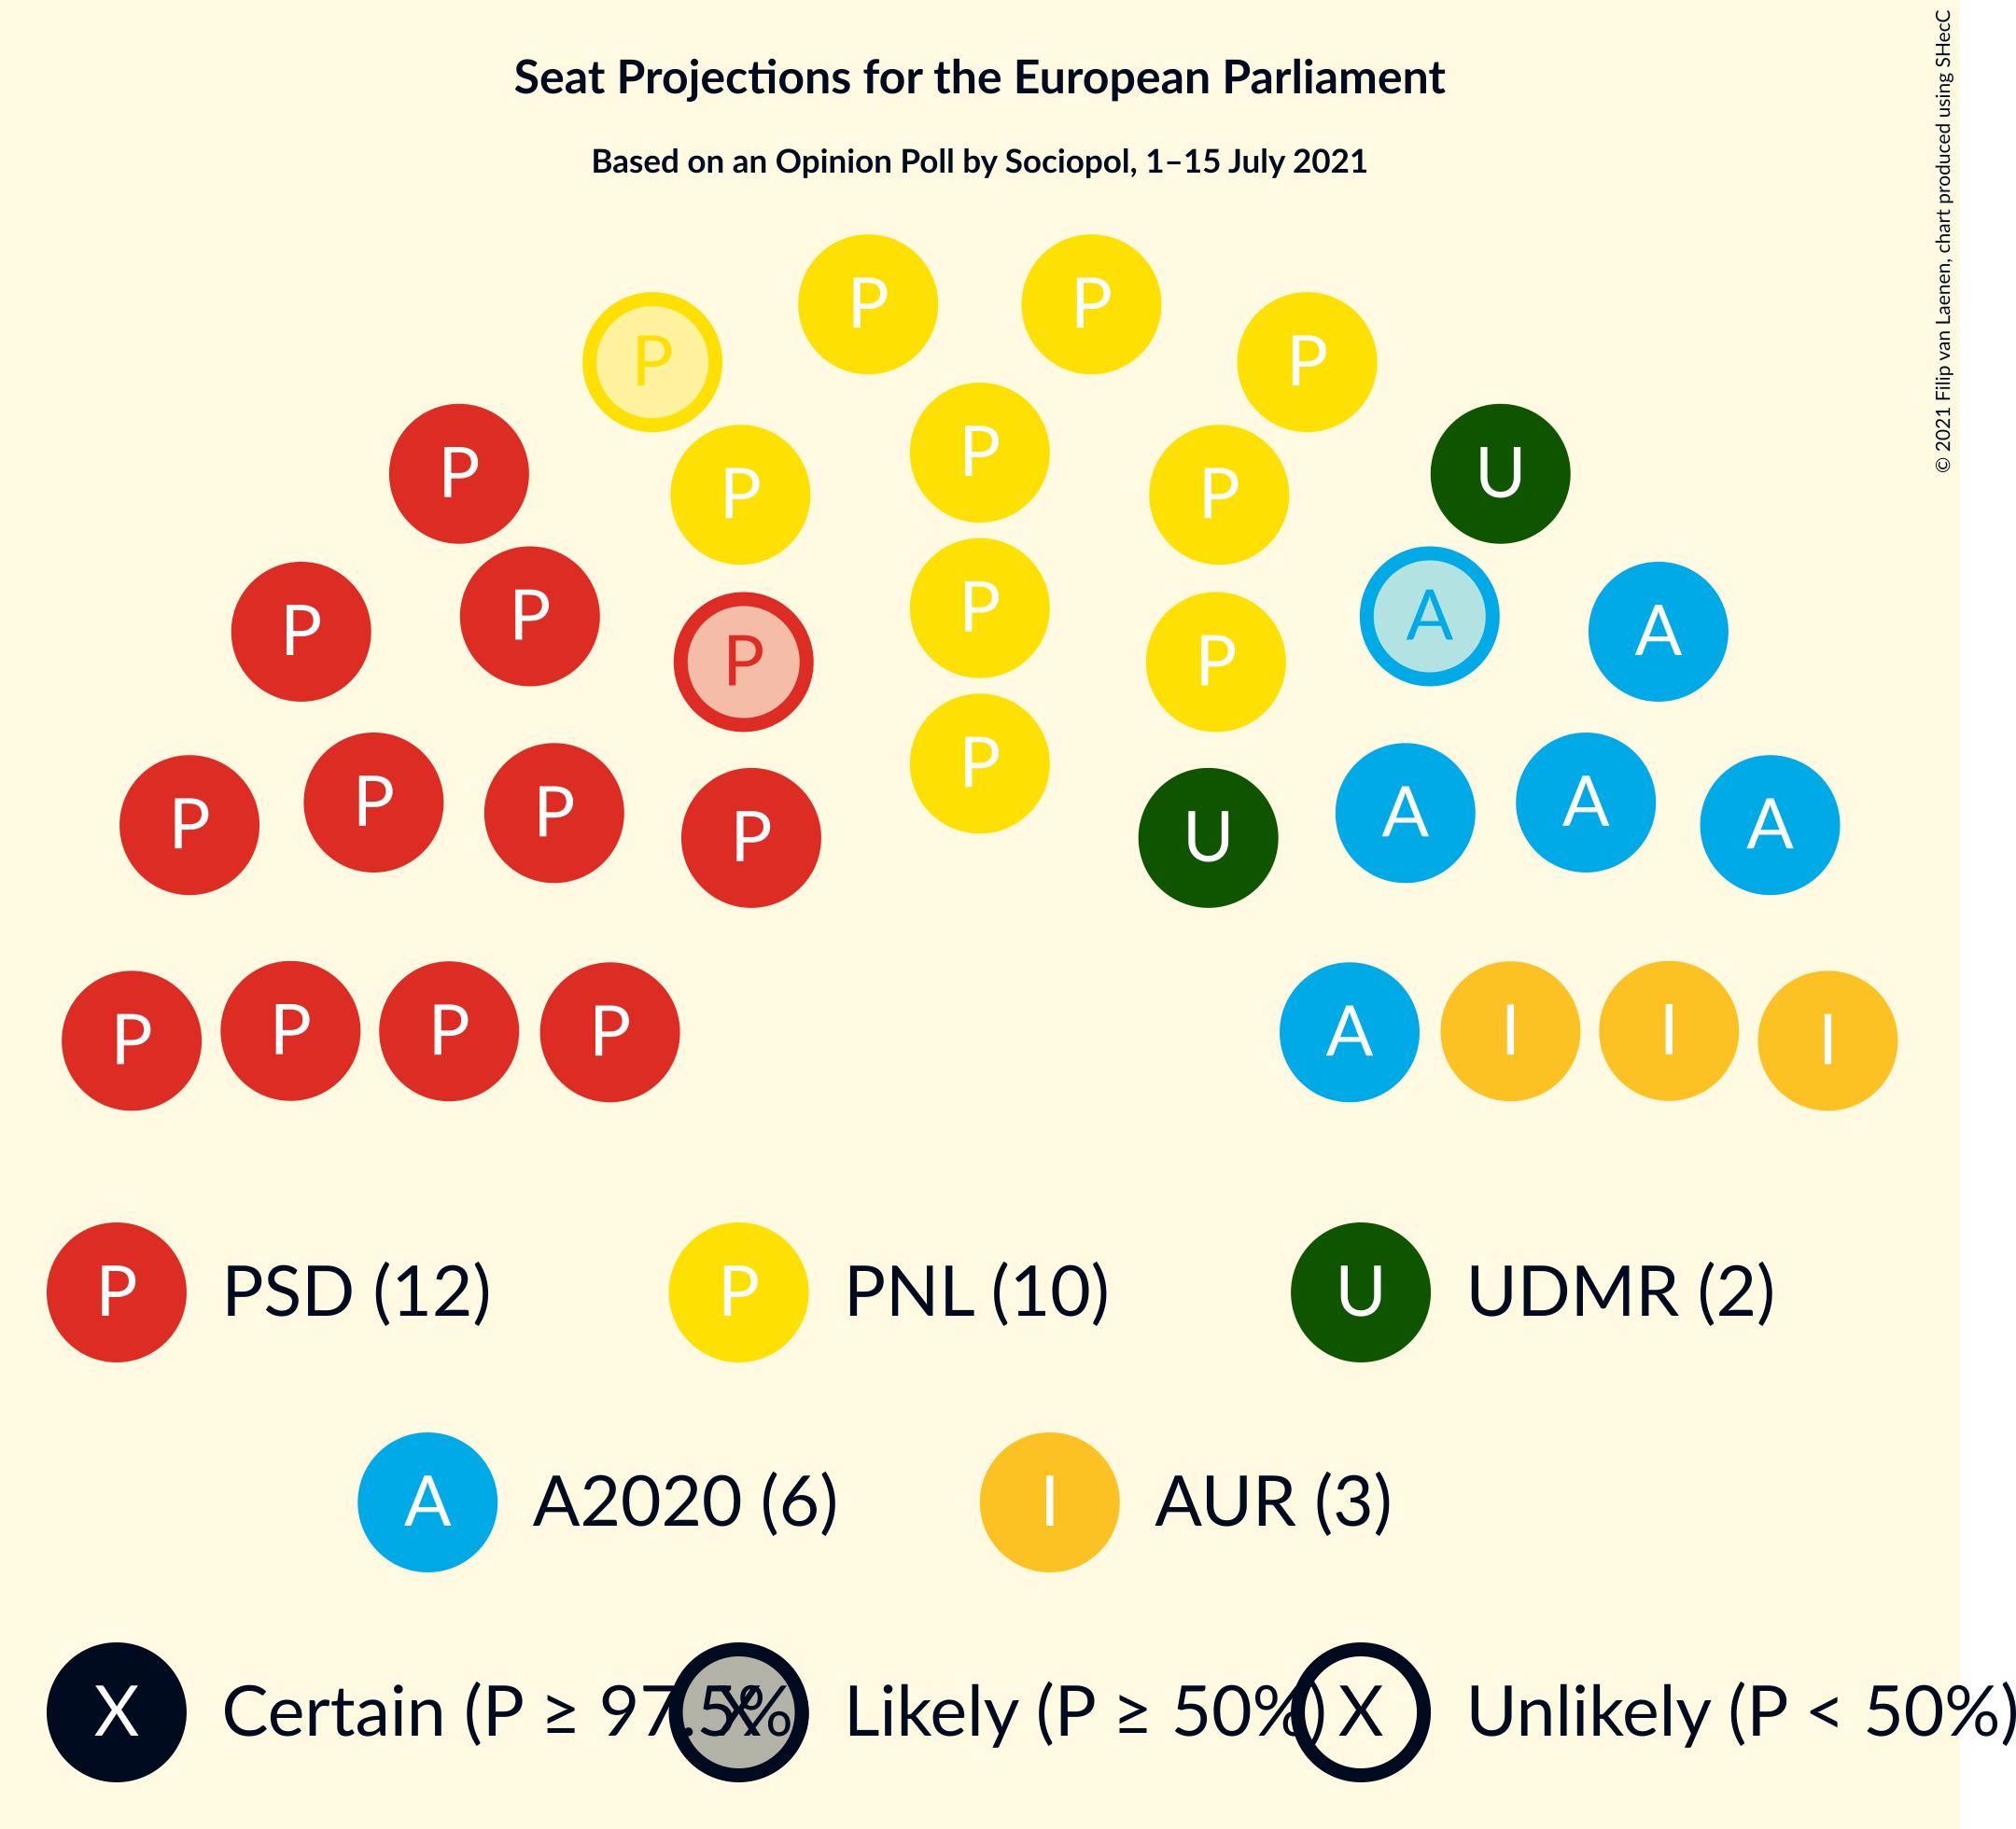 Seat Projections for the European Parliament
Based on an Opinion Poll by Sociopol, 1–15 July 2021
© 2021 Filip van Laenen, chart produced using SHecC
P P
P P
P
P P P U
P
P P P A A
P P
P P P A A
P P
P U
P P P P A I I I
P PSD (12) P PNL (10) U UDMR (2)
A A2020 (6) I AUR (3)
X Certain (P ≥ 97.5% X Likely (P ≥ 50%) X Unlikely (P < 50%)